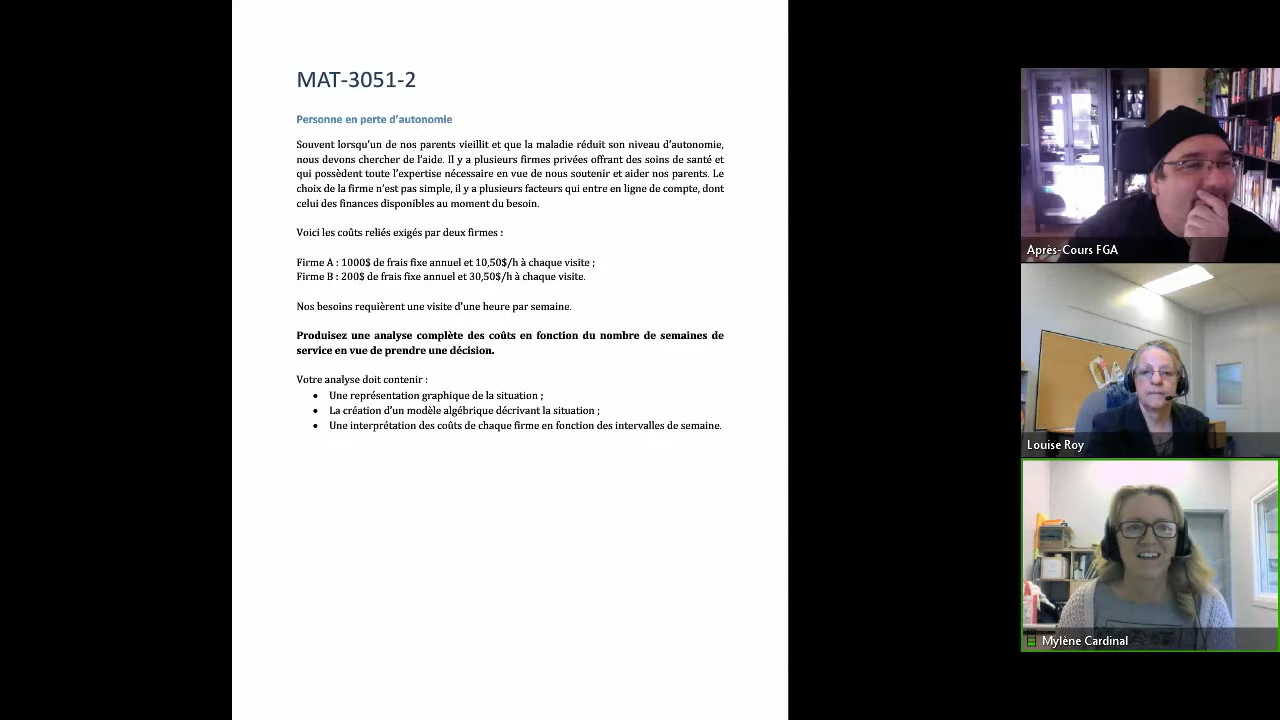 MAT-3051-2
Personne en perte d'autonomie
Souvent lorsqu'un de nos parents vieillit et que la maladie réduit son niveau d'autonomie,
nous devons chercher de l'aide. Il y a plusieurs firmes privées offrant des soins de santé et
qui possèdent toute l'expertise nécessaire en vue de nous soutenir et aider nos parents. Le
choix de la firme n'est pas simple, il y a plusieurs facteurs qui entre en ligne de compte, dont
celui des finances disponibles au moment du besoin.
Voici les coûts reliés exigés par deux firmes :
Firme A : 1000$ de frais fixe annuel et 10,50$/h à chaque visite ;
Firme B : 200$ de frais fixe annuel et 30,50$/h à chaque visite.
Nos besoins requièrent une visite d'une heure par semaine.
Produisez une analyse complète des coûts en fonction du nombre de semaines de
service en vue de prendre une décision.
Votre analyse doit contenir :
• Une représentation graphique de la situation ;
• La création d'un modèle algébrique décrivant la situation ;
• Une interprétation des coûts de chaque firme en fonction des intervalles de semaine.
Après-Cours FGA
Louise Roy
Mylène Cardinal